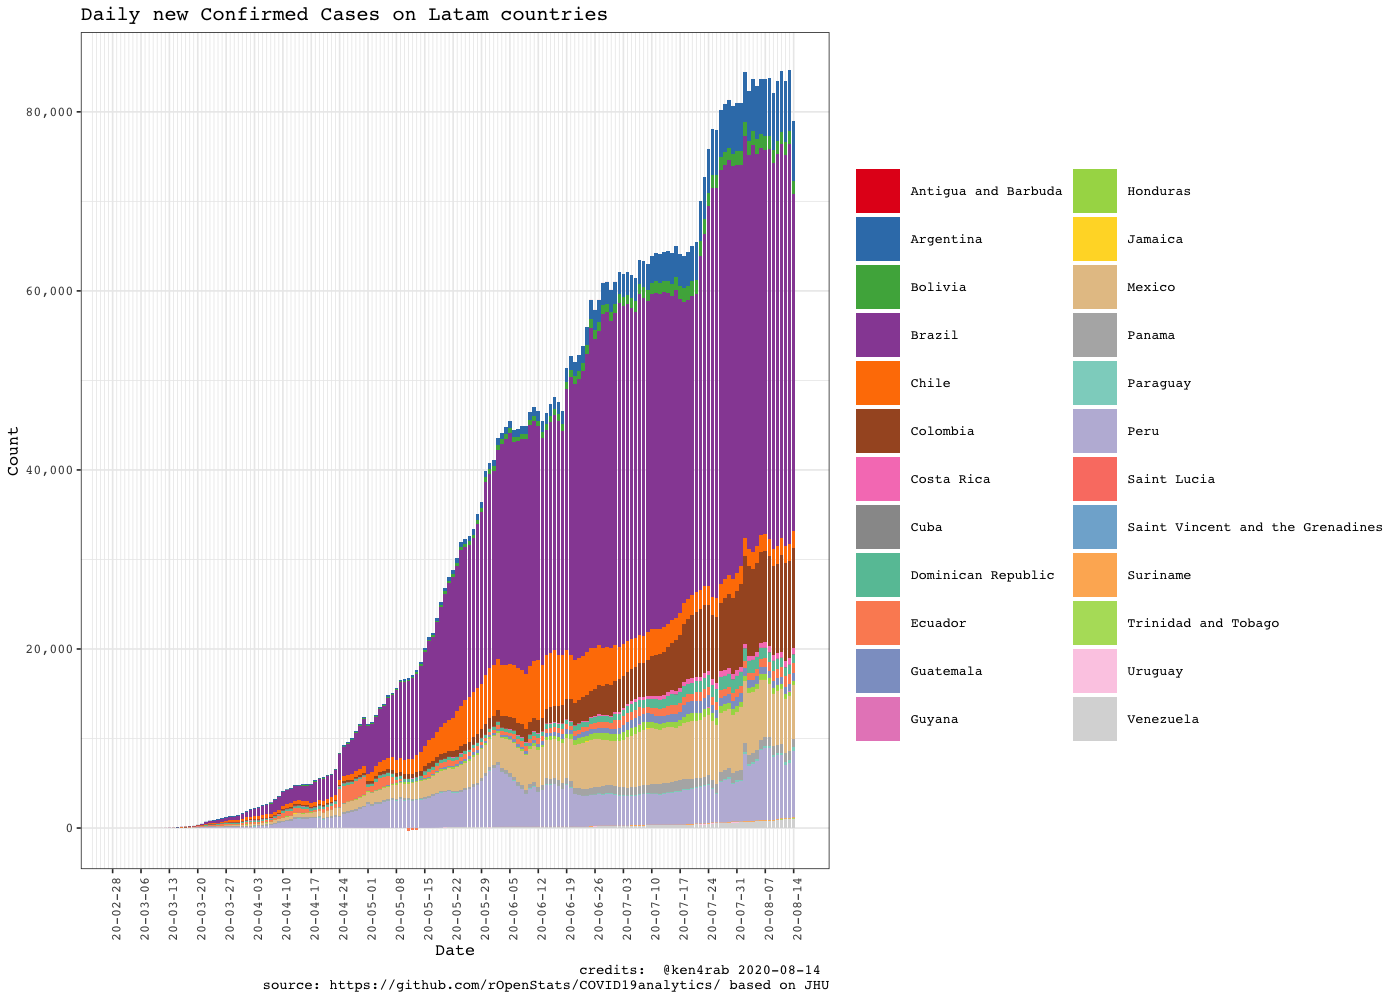 Daily new Confirmed Cases on Latam countries
80,000
60,000
40,000
20,000
0
Count
20-02-28
20-03-06
20-03-13
20-03-20
20-03-27
20-04-03
20-04-10
20-04-17
20-04-24
20-05-01
20-05-08
20-05-15
20-05-22
20-05-29
20-06-05
20-06-12
20-06-19
20-06-26
20-07-03
20-07-10
20-07-17
20-07-24
20-07-31
20-08-07
20-08-14
Date
Antigua and Barbuda
Argentina
Bolivia
Brazil
Chile
Colombia
Costa Rica
Cuba
Dominican Republic
Ecuador
Guatemala
Guyana
Honduras
Jamaica
Mexico
Panama
Paraguay
Peru
Saint Lucia
Saint Vincent and the Grenadines
Suriname
Trinidad and Tobago
Uruguay
Venezuela
credits:  @ken4rab 2020-08-14
source: https://github.com/rOpenStats/COVID19analytics/ based on JHU